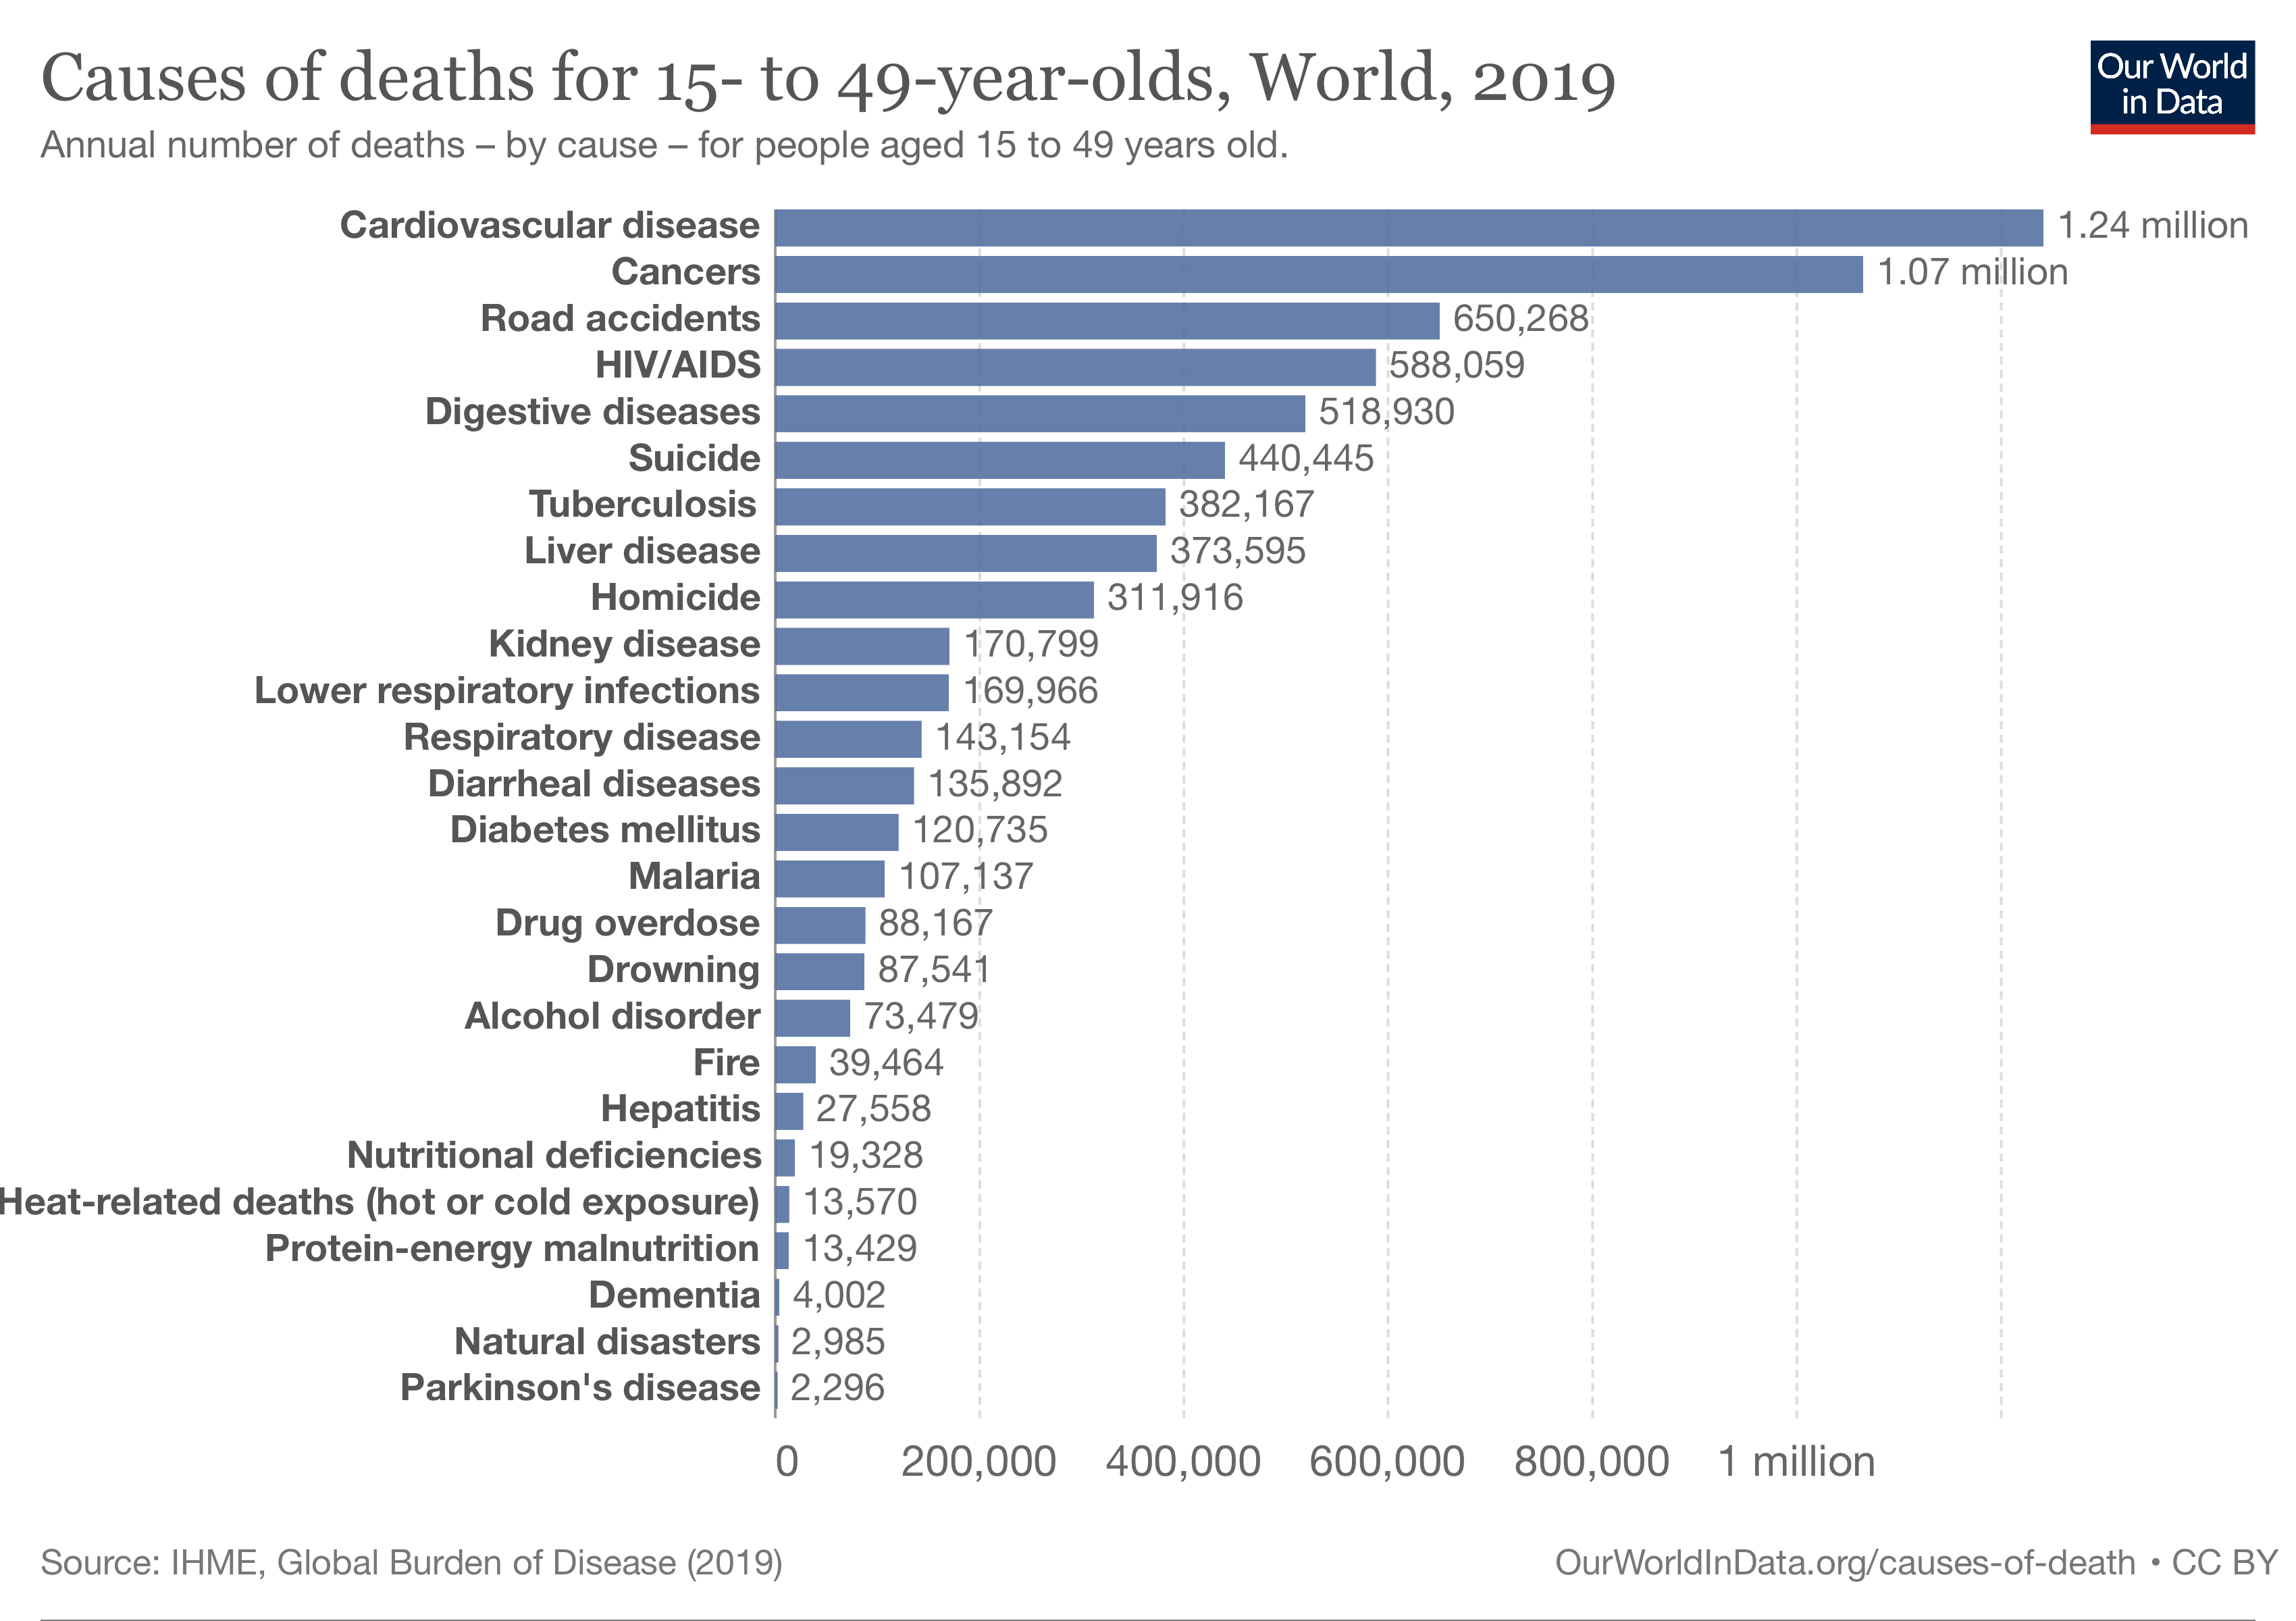 Causes of deaths for 15- to 49-year-olds, World, 2019
Our World
in Data
Annual number of deaths – by cause – for people aged 15 to 49 years old.
Cardiovascular disease 1.24 million
Cancers 1.07 million
Road accidents 650,268
HIV/AIDS 588,059
Digestive diseases 518,930
Suicide 440,445
Tuberculosis 382,167
Liver disease 373,595
Homicide 311,916
Kidney disease 170,799
Lower respiratory infections 169,966
Respiratory disease 143,154
Diarrheal diseases 135,892
Diabetes mellitus 120,735
Malaria 107,137
Drug overdose 88,167
Drowning 87,541
Alcohol disorder 73,479
Fire 39,464
Hepatitis 27,558
Nutritional deficiencies 19,328
Heat-related deaths (hot or cold exposure) 13,570
Protein-energy malnutrition 13,429
Dementia 4,002
Natural disasters 2,985
Parkinson's disease 2,296
0 200,000 400,000 600,000 800,000 1 million
Source: IHME, Global Burden of Disease (2019) OurWorldInData.org/causes-of-death • CC BY